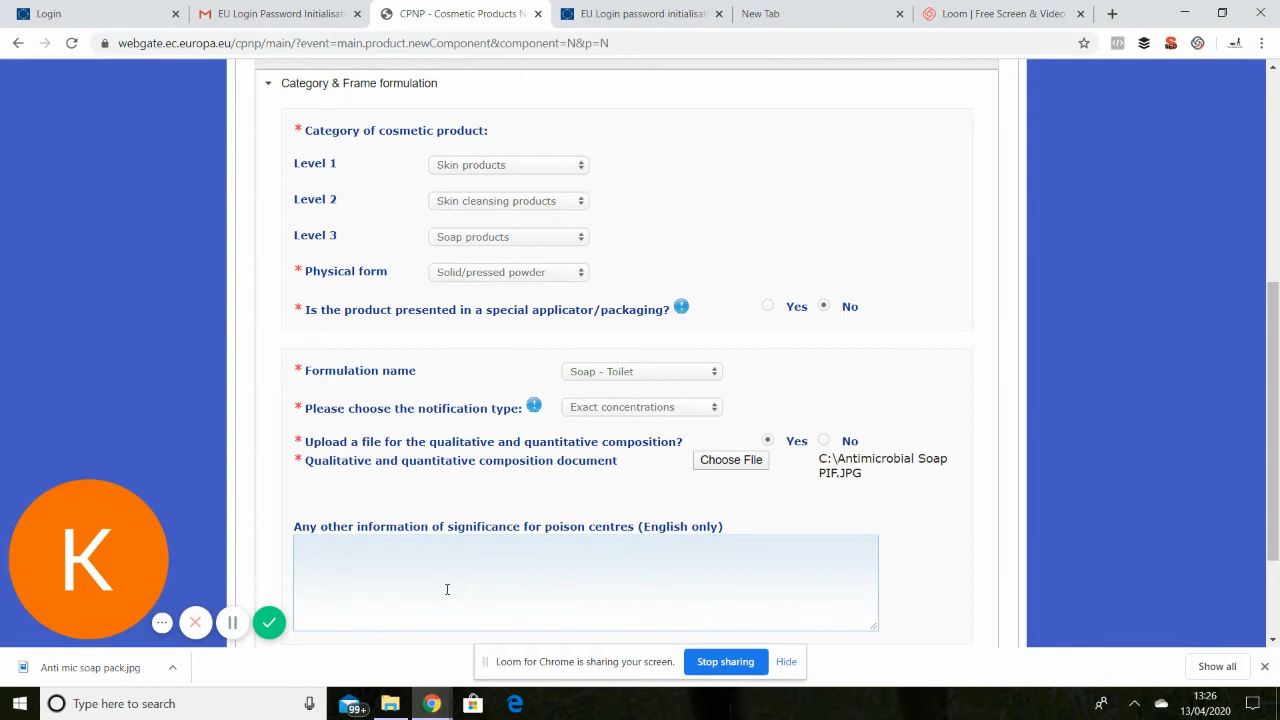 Login
EU Login Password Initialisati
CPNP - Cosmetic Products N
EU Login password initialisati
New Tab
Loom | Free Screen & Video
webgate.ec.europa.eu/cpnp/main/?event=main.product.newComponent&component=N&p=N
Category & Frame formulation
* Category of cosmetic product:
Level 1 Skin products
Level 2 Skin cleansing products
Level 3 Soap products
* Physical form Solid/pressed powder
* Is the product presented in a special applicator/packaging? ! Yes No
* Formulation name Soap - Toilet
* Please choose the notification type: ! Exact concentrations
* Upload a file for the qualitative and quantitative composition? Yes No
* Qualitative and quantitative composition document Choose File C:\Antimicrobial Soap
PIF.JPG
Any other information of significance for poison centres (English only)
K
Loom for Chrome is sharing your screen. Stop sharing Hide
Anti mic soap pack.jpg
Show all
Type here to search
99+
13:26
13/04/2020